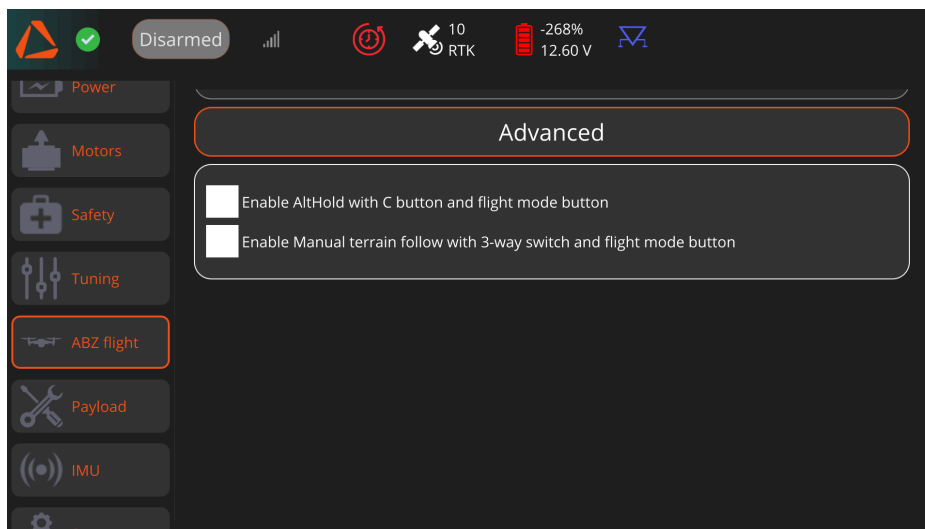 Disarmed
10
RTK
-268%
12.60 V
Power
Motors
Safety
Tuning
ABZ flight
Payload
IMU
Advanced
Enable AltHold with C button and flight mode button
Enable Manual terrain follow with 3-way switch and flight mode button